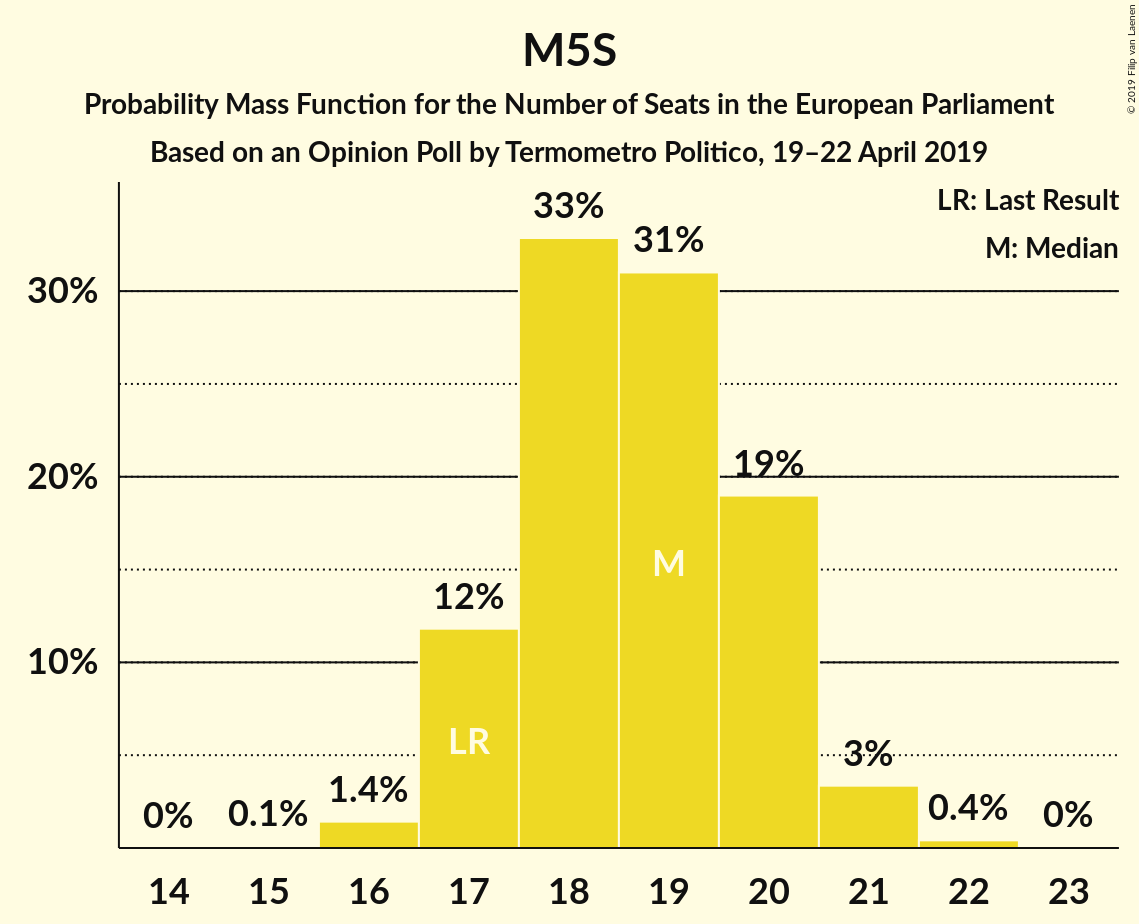 M5S
Probability Mass Function for the Number of Seats in the European Parliament
Based on an Opinion Poll by Termometro Politico, 19–22 April 2019
© 2019 Filip van Laenen
LR: Last Result
M: Median
30%
20%
10%
0%
0.1%
1.4%
12%
33%
31%
19%
3%
0.4%
0%
LR
M
14 15 16 17 18 19 20 21 22 23